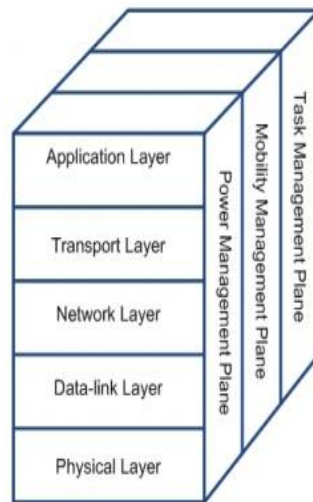 Application Layer
Transport Layer
Network Layer
Data-link Layer
Physical Layer
Power Management Plane
Mobility Management Plane
Task Management Plane